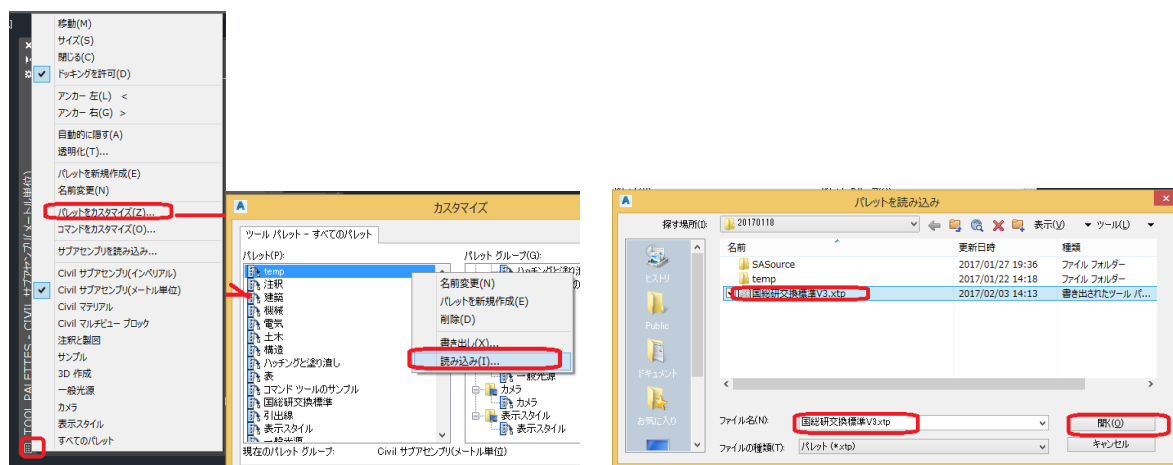 移動(M)
サイズ(S)
閉じる(C)
ドッキングを許可(D)
アンカー 左(L) <
アンカー 右(G) >
自動的に隠す(A)
透明化(T)...
パレットを新規作成(E)
名前変更(N)
パレットをカスタマイズ(Z)...
コマンドをカスタマイズ(O)...
サブアセンブリを読み込み...
Civil サブアセンブリ(インペリアル)
Civil サブアセンブリ(メートル単位)
Civil マテリアル
Civil マルチビュー ブロック
注釈と製図
サンプル
3D 作成
一般光源
カメラ
表示スタイル
すべてのパレット
TOOL PALETTES - CIVIL サブアセンブリ(メートル単位)
カスタマイズ
ツール パレット - すべてのパレット
パレット(P):
temp
注釈
建築
機械
電気
土木
構造
ハッチングと塗り潰し
表
コマンド ツールのサンプル
国総研交換標準
引出線
表示スタイル
一般光源
現在のパレット グループ:
Civil サブアセンブリ(メートル単位)
パレット グループ(G):
名前変更(N)
パレットを新規作成(E)
削除(D)
書き出し(X)...
読み込み(I)...
一般光源
カメラ
カメラ
表示スタイル
表示スタイル
パレットを読み込み
探す場所(I):
20170118
表示(V)
ツール(L)
名前
更新日時
種類
SASource
2017/01/27 19:36
ファイル フォルダー
temp
2017/01/22 14:18
ファイル フォルダー
国総研交換標準V3.xtp
2017/02/03 14:13
書き出されたツール パ...
ヒストリ
Public
ドキュメント
お気に入り
ファイル名(N):
国総研交換標準V3.xtp
開く(O)
ファイルの種類(T):
パレット (*.xtp)
キャンセル